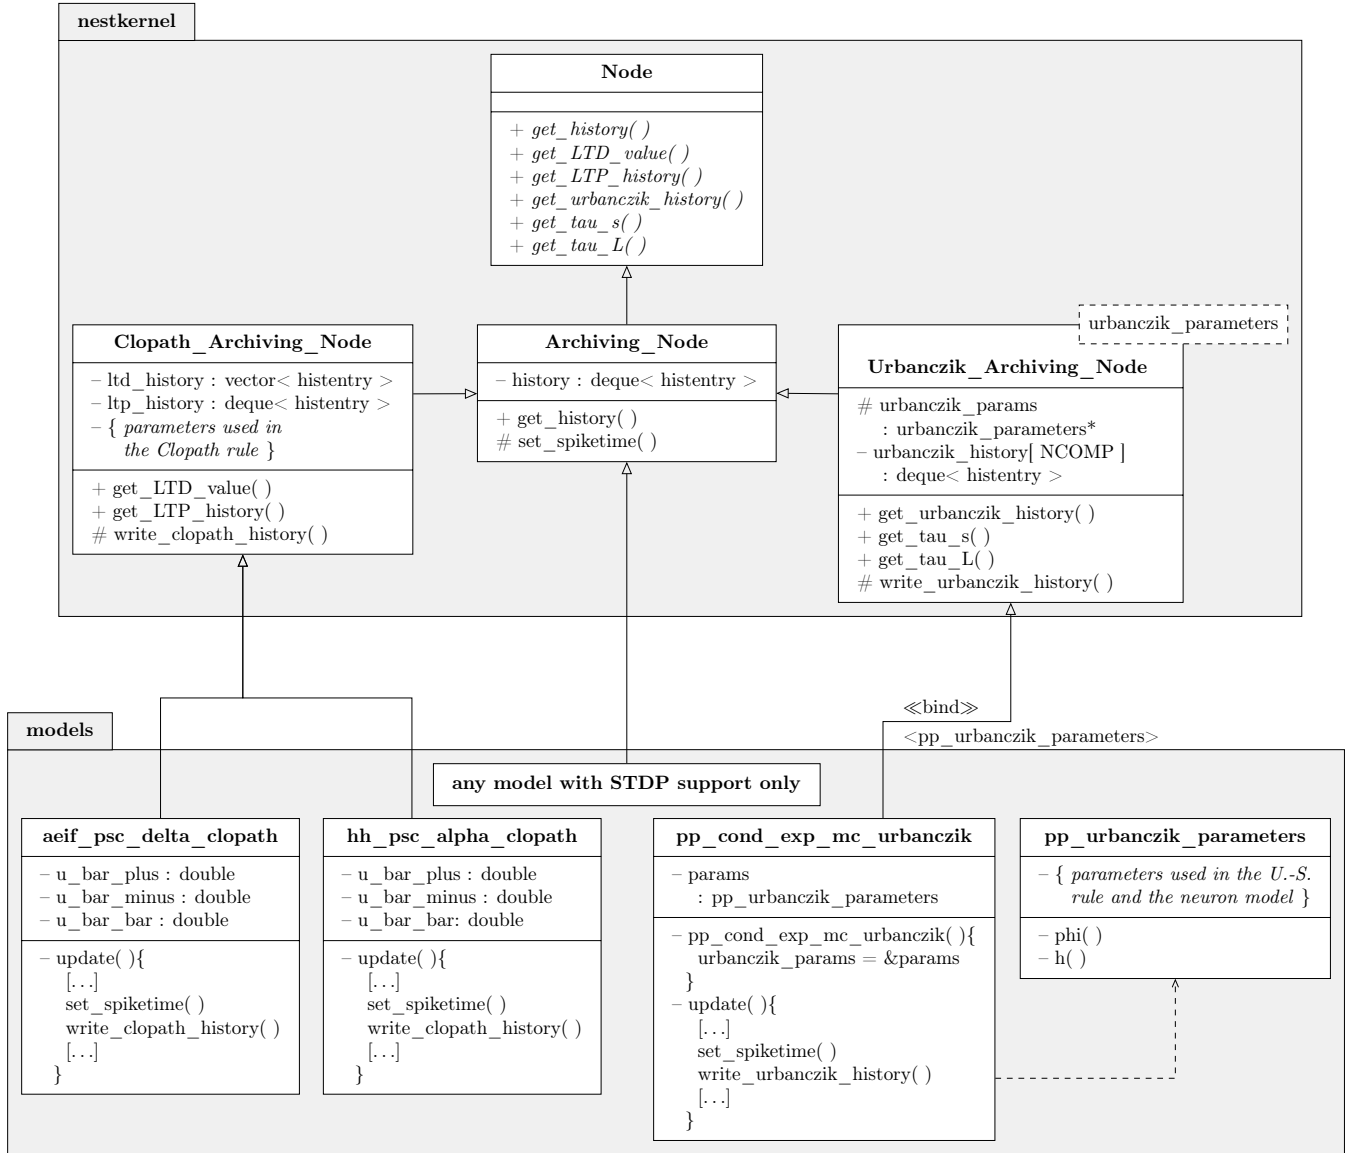 nestkernel
Node
+ get_history( )
+ get_LTD_value( )
+ get_LTP_history( )
+ get_urbanczik_history( )
+ get_tau_s( )
+ get_tau_L( )
Clopath_Archiving_Node
– ltd_history : vector< histentry >
– ltp_history : deque< histentry >
– { parameters used in
the Clopath rule }
+ get_LTD_value( )
+ get_LTP_history( )
# write_clopath_history( )
Archiving_Node
– history : deque< histentry >
+ get_history( )
# set_spiketime( )
urbanczik_parameters
Urbanczik_Archiving_Node
# urbanczik_params
: urbanczik_parameters*
– urbanczik_history[ NCOMP ]
: deque< histentry >
+ get_urbanczik_history( )
+ get_tau_s( )
+ get_tau_L( )
# write_urbanczik_history( )
≪bind≫
<pp_urbanczik_parameters>
models
any model with STDP support only
aeif_psc_delta_clopath
– u_bar_plus : double
– u_bar_minus : double
– u_bar_bar : double
– update( ){
[...]
set_spiketime( )
write_clopath_history( )
[...]
}
hh_psc_alpha_clopath
– u_bar_plus : double
– u_bar_minus : double
– u_bar_bar: double
– update( ){
[...]
set_spiketime( )
write_clopath_history( )
[...]
}
pp_cond_exp_mc_urbanczik
– params
: pp_urbanczik_parameters
– pp_cond_exp_mc_urbanczik( ){
urbanczik_params = &params
}
– update( ){
[...]
set_spiketime( )
write_urbanczik_history( )
[...]
}
pp_urbanczik_parameters
– { parameters used in the U.-S.
rule and the neuron model }
– phi( )
– h( )